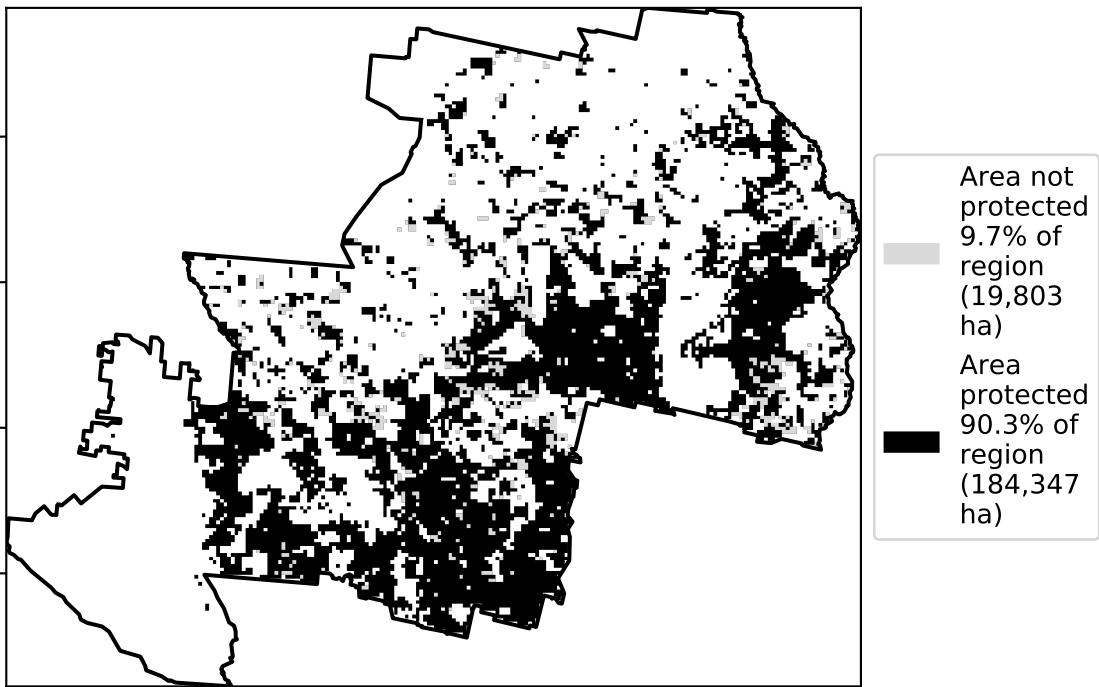 Area not
protected
9.7% of
region
(19,803
ha)
Area
protected
90.3% of
region
(184,347
ha)